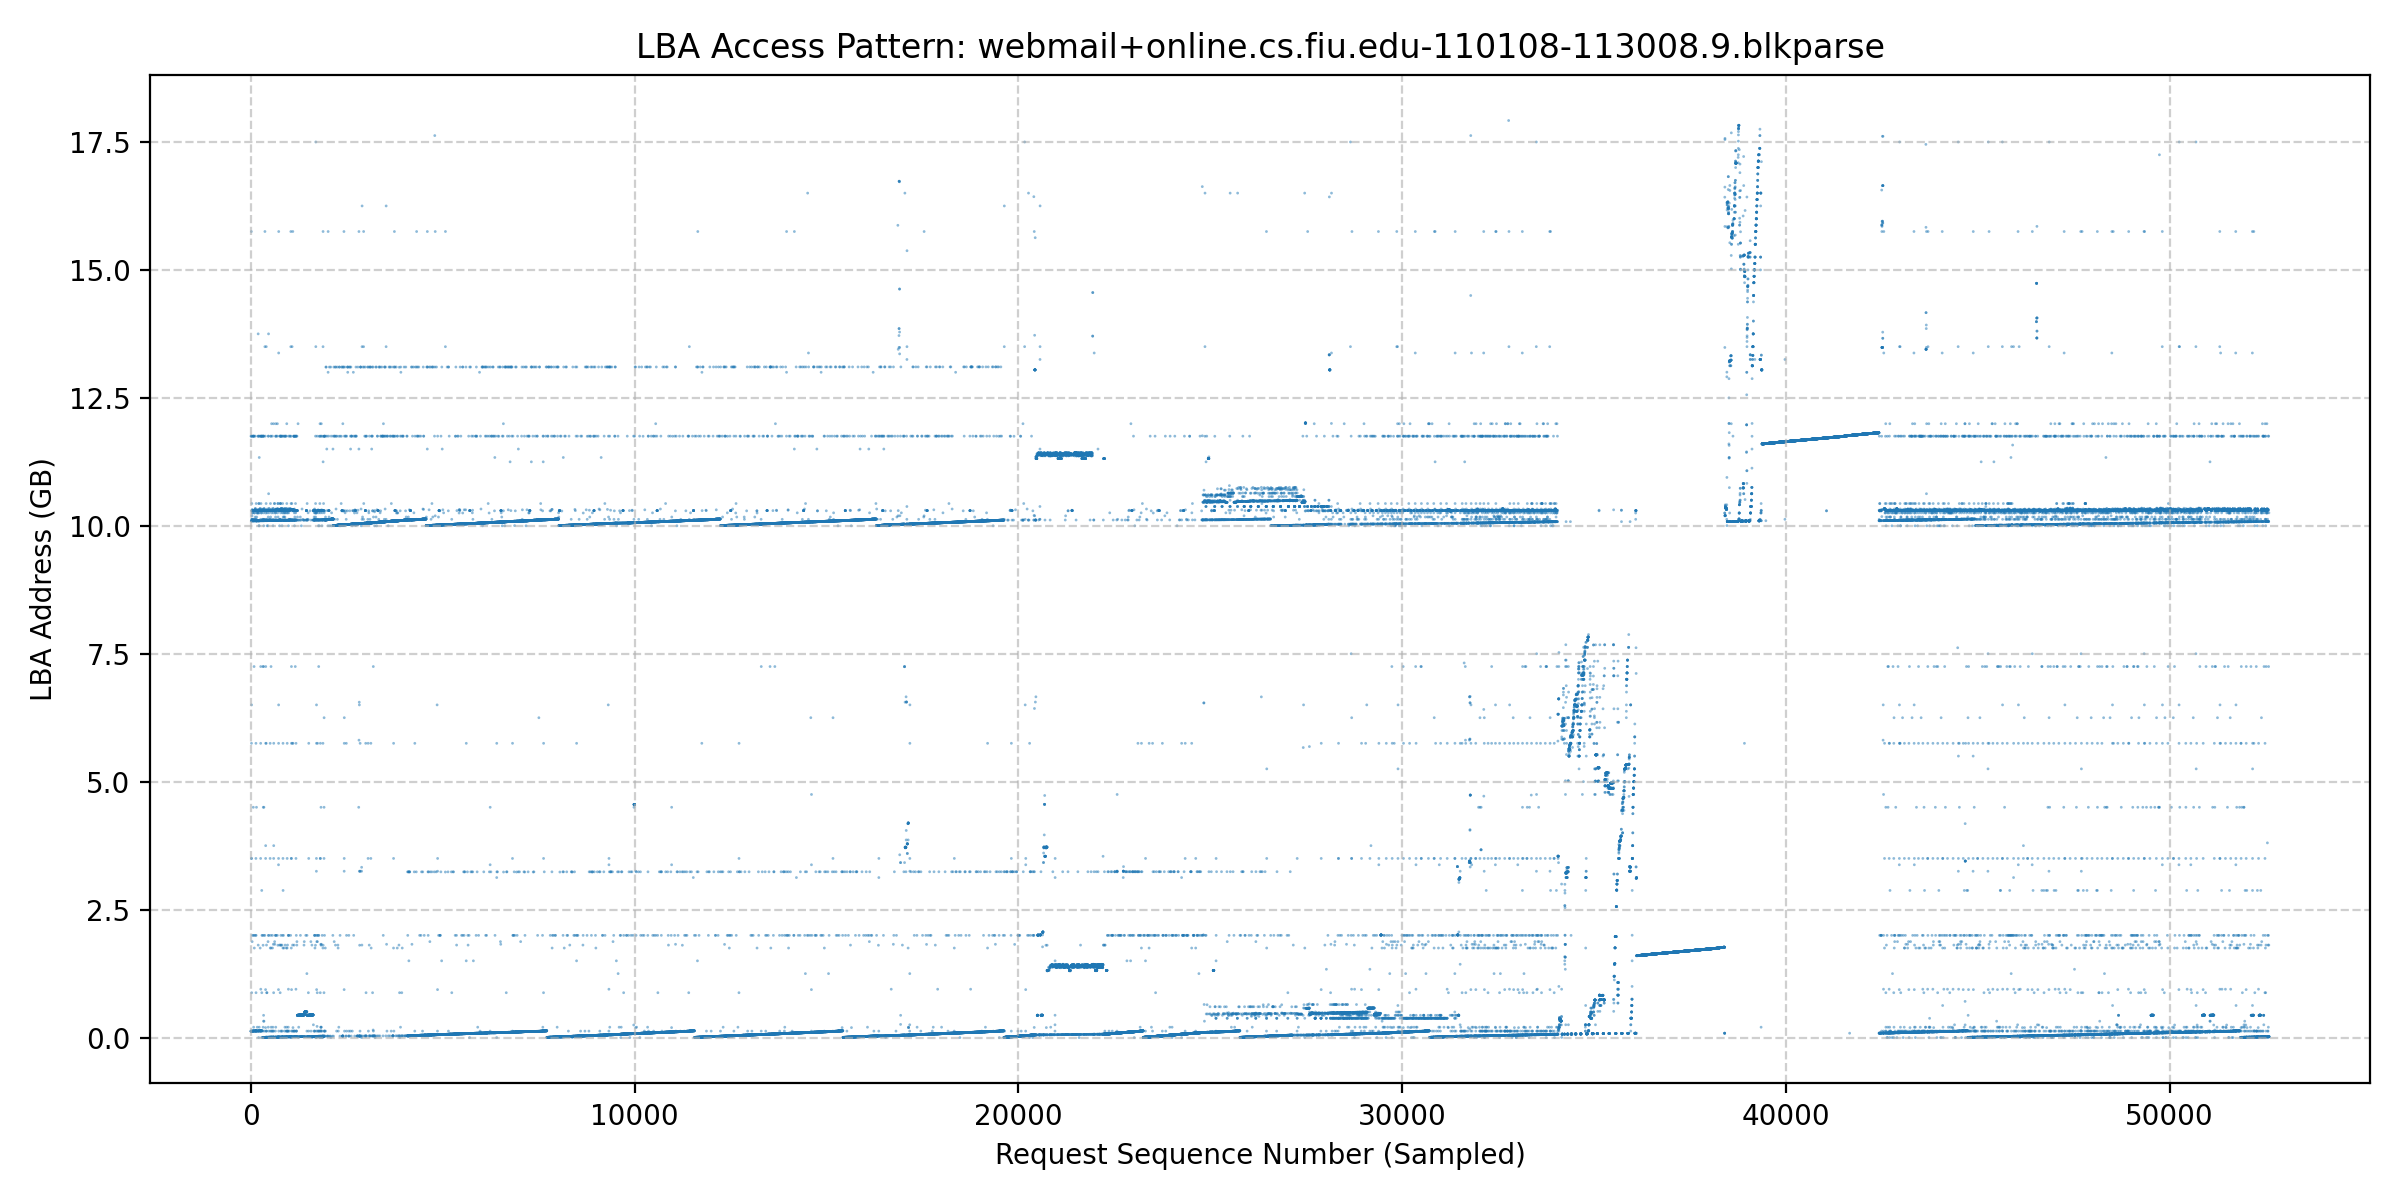 LBA Access Pattern: webmail+online.cs.fiu.edu-110108-113008.9.blkparse
LBA Address (GB)
17.5
15.0
12.5
10.0
7.5
5.0
2.5
0.0
0 10000 20000 30000 40000 50000
Request Sequence Number (Sampled)